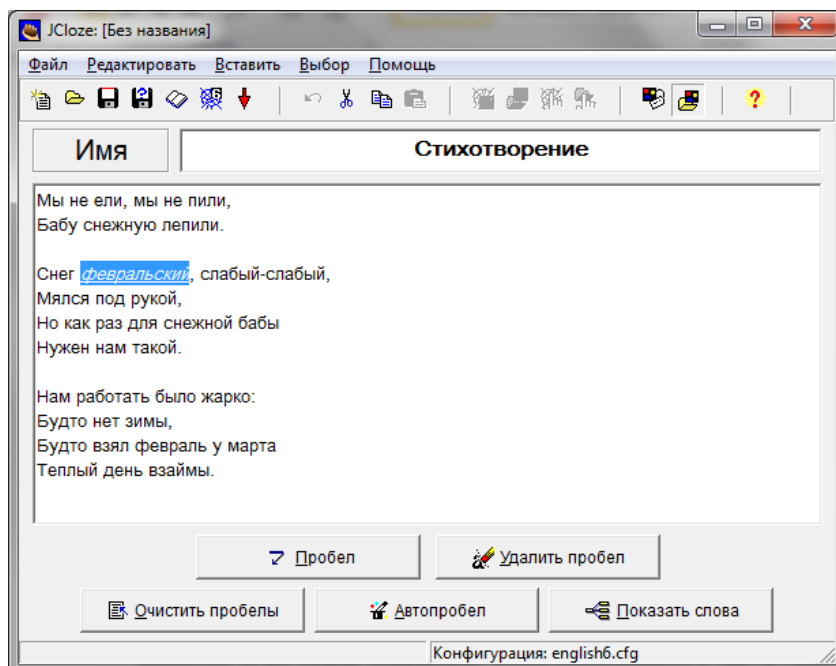 JCloze: [Без названия]
Файл Редактировать Вставить Выбор Помощь
Имя
Стихотворение
Мы не ели, мы не пили,
Бабу снежную лепили.
Снег февральский, слабый-слабый,
Мялся под рукой,
Но как раз для снежной бабы
Нужен нам такой.
Нам работать было жарко:
Будто нет зимы,
Будто взял февраль у марта
Теплый день взаймы.
Пробел
Удалить пробел
Очистить пробелы
Автопробел
Показать слова
Конфигурация: english6.cfg